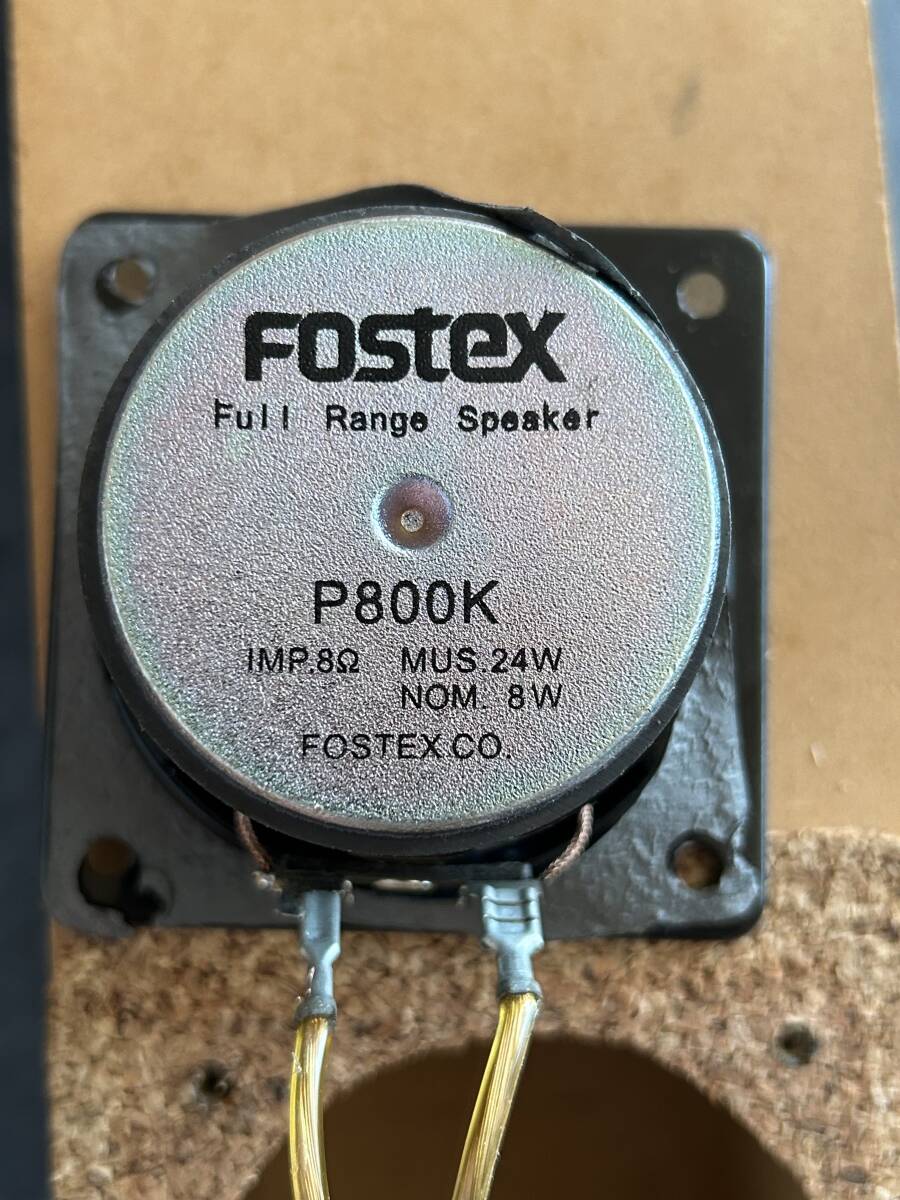 FOSTEX
Full Range Speaker
P800K
IMP.8Ω MUS.24W
NOM. 8W
FOSTEX CO.